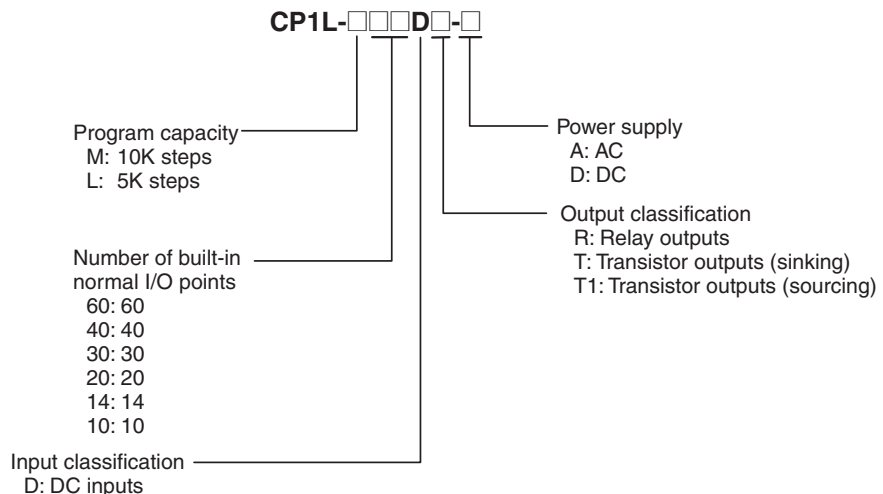 CP1L-□□□D□-□
Program capacity
M: 10K steps
L: 5K steps
Number of built-in
normal I/O points
60: 60
40: 40
30: 30
20: 20
14: 14
10: 10
Input classification
D: DC inputs
Power supply
A: AC
D: DC
Output classification
R: Relay outputs
T: Transistor outputs (sinking)
T1: Transistor outputs (sourcing)